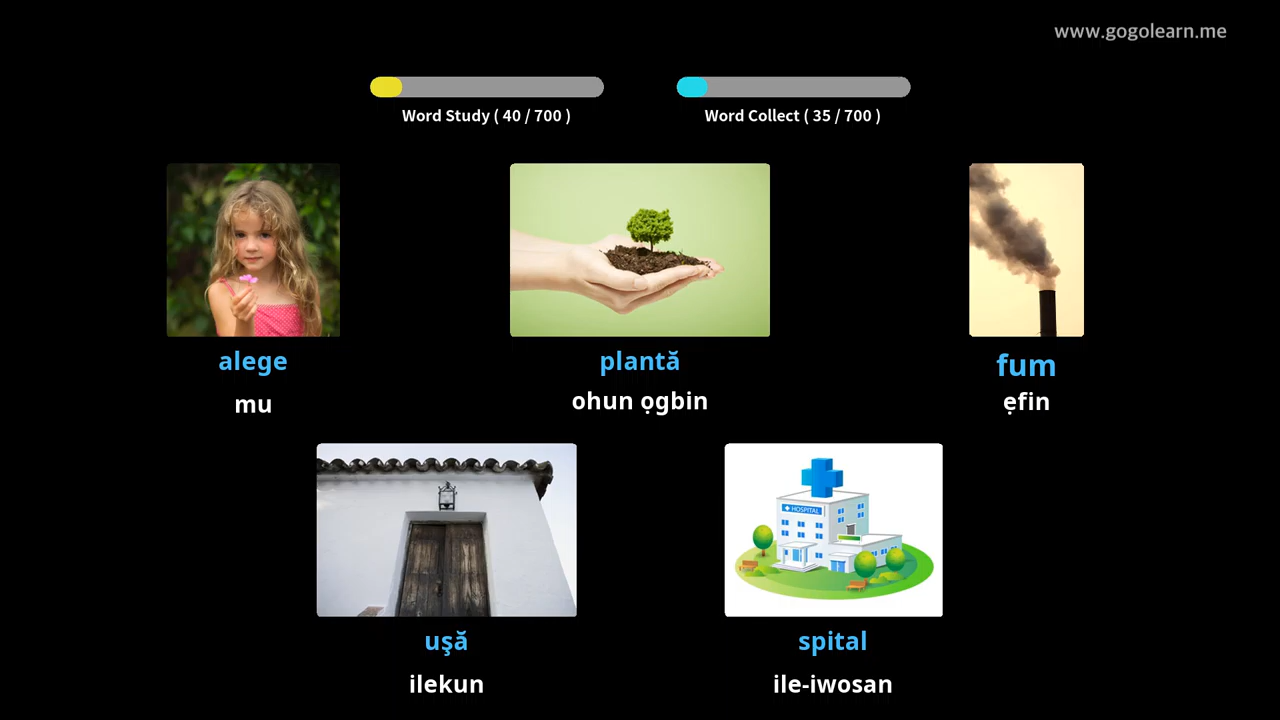 www.gogolearn.me
Word Study ( 40 / 700 )
Word Collect ( 35 / 700 )
alege
mu
plantă
ohun ọgbin
fum
ẹfin
HOSPITAL
uşă
ilekun
spital
ile-iwosan